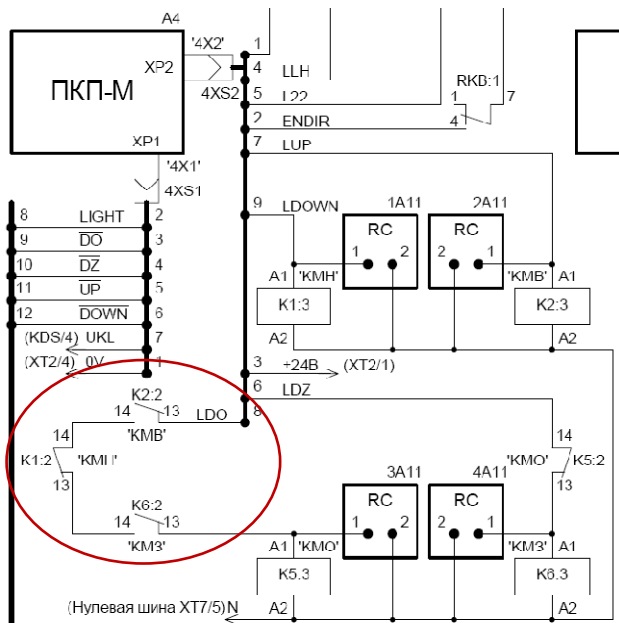 A4
'4X2'
1
XP2
4
LLH
RKB:1
ПКП-М
4XS2
5
L22
1
7
2
ENDIR
4
XP1
7
LUP
'4X1'
4XS1
8
LIGHT
2
9
LDOWN
1A11
2A11
9
DO
3
RC
RC
10
DZ
4
1
2
2
1
11
UP
5
A1
'КМН'
'КМВ'
A1
12
DOWN
6
K1:3
K2:3
(KDS/4)
UKL
7
A2
A2
(XT2/4)
0V
1
3
+24В
(XT2/1)
K2:2
6
LDZ
14
13
LDO
8
'КМВ'
14
14
K1:2
'КМН'
3A11
4A11
'КМО'
K5:2
13
K6:2
RC
RC
13
14
13
1
2
2
1
'КМЗ'
A1
'КМО'
'КМЗ'
A1
K5.3
K6.3
(Нулевая шина XT7/5)
N
A2
A2